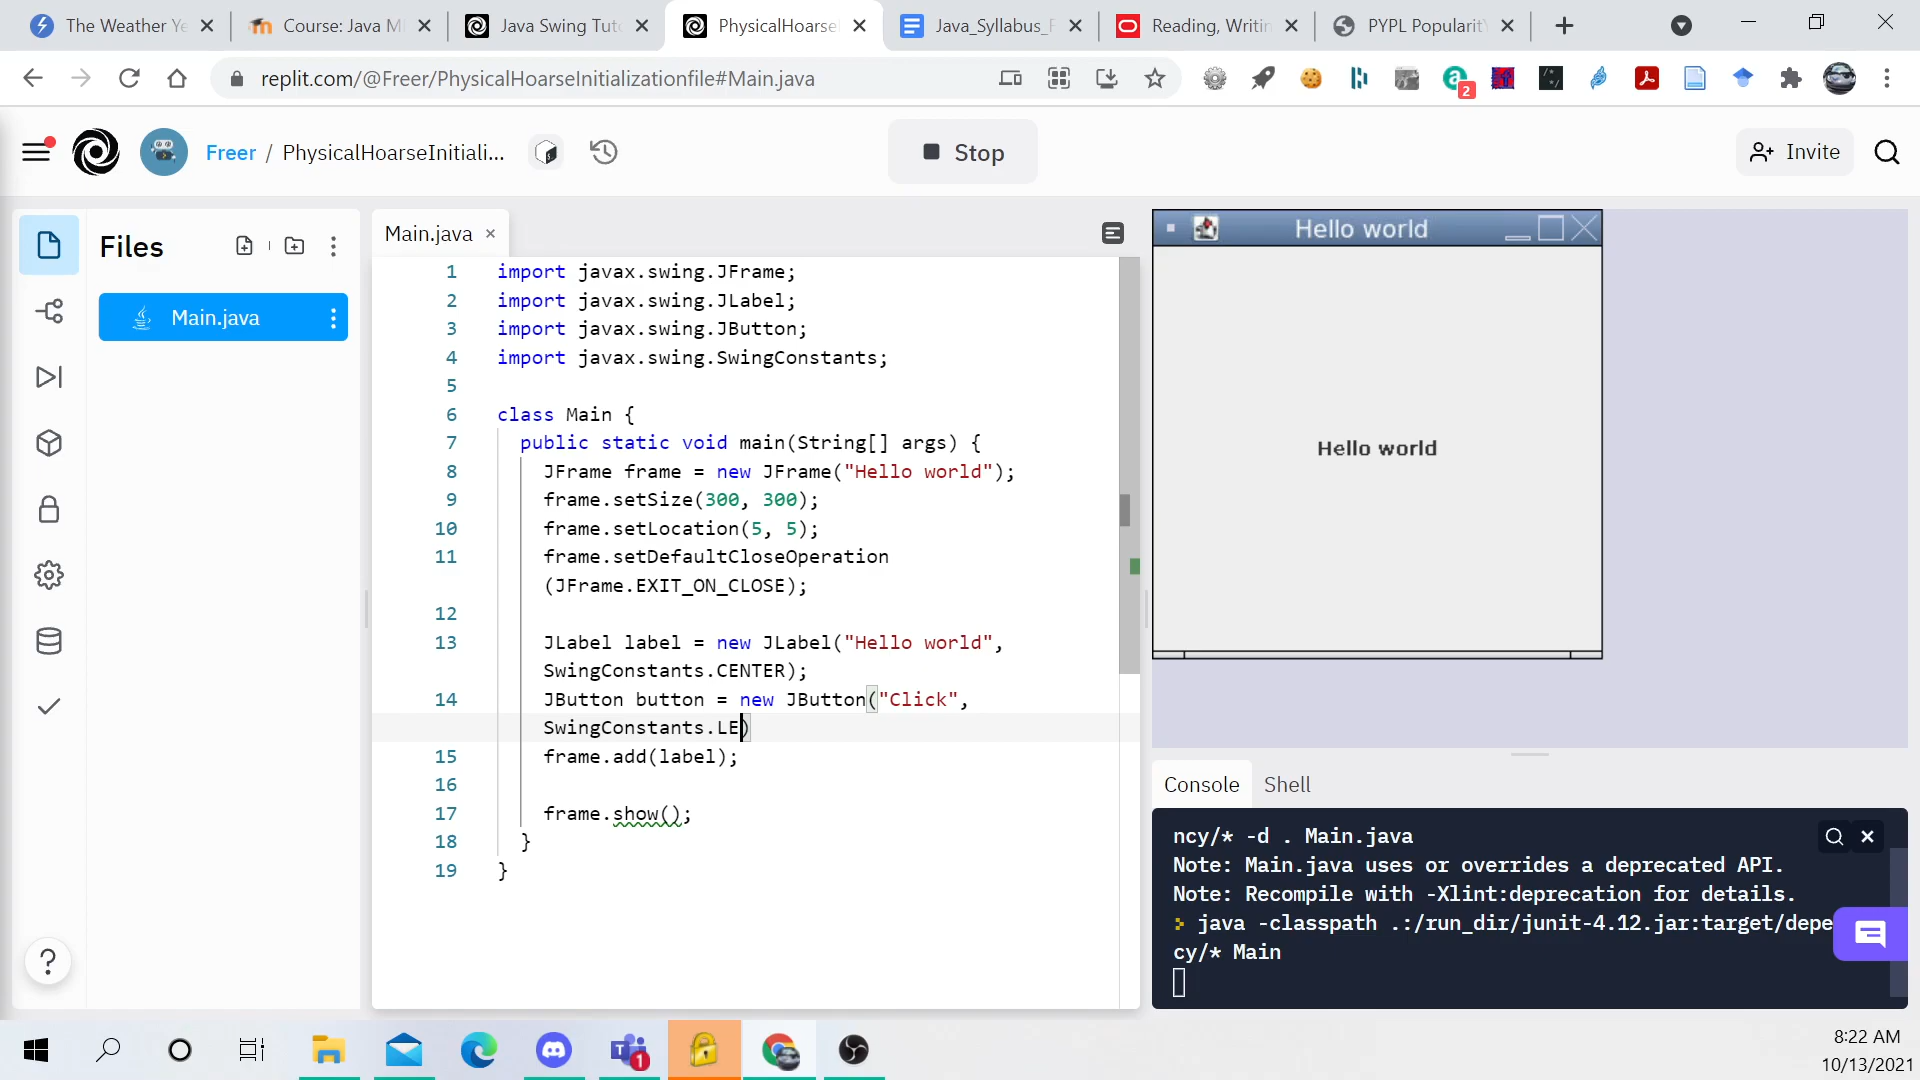 The Weather Ye
Course: Java M
Java Swing Tut
PhysicalHoarse
Java_Syllabus_F
Reading, Writin
PYPL Popularit
replit.com/@Freer/PhysicalHoarseInitializationfile#Main.java
2
Freer / PhysicalHoarseInitiali...
Stop
Invite
Files
Main.java
Main.java
1 import javax.swing.JFrame;
2 import javax.swing.JLabel;
3 import javax.swing.JButton;
4 import javax.swing.SwingConstants;
5
6 class Main {
7 public static void main(String[] args) {
8 JFrame frame = new JFrame("Hello world");
9 frame.setSize(300, 300);
10 frame.setLocation(5, 5);
11 frame.setDefaultCloseOperation
(JFrame.EXIT_ON_CLOSE);
12
13 JLabel label = new JLabel("Hello world",
SwingConstants.CENTER);
14 JButton button = new JButton("Click",
SwingConstants.LE)
15 frame.add(label);
16
17 frame.show();
18 }
19 }
Hello world
Hello world
Console
Shell
ncy/* -d . Main.java
Note: Main.java uses or overrides a deprecated API.
Note: Recompile with -Xlint:deprecation for details.
> java -classpath .:/run_dir/junit-4.12.jar:target/depe
cy/* Main
1
8:22 AM
10/13/2021